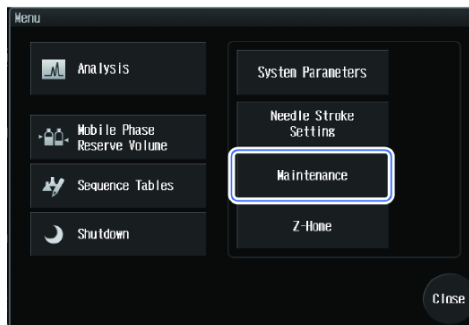 Menu
Analysis
Mobile Phase
Reserve Volume
Sequence Tables
Shutdown
System Parameters
Needle Stroke
Setting
Maintenance
Z-Home
Close